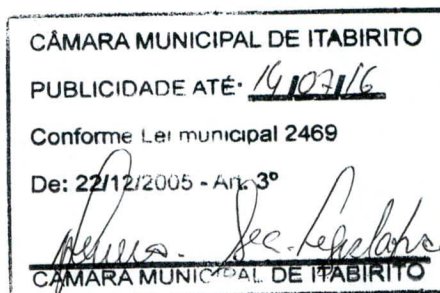 CÂMARA MUNICIPAL DE ITABIRITO
PUBLICIDADE ATÉ: 14/07/16
Conforme Lei municipal 2469
De: 22/12/2005 - Art. 3º
Sec. Legislativa
CÂMARA MUNICIPAL DE ITABIRITO